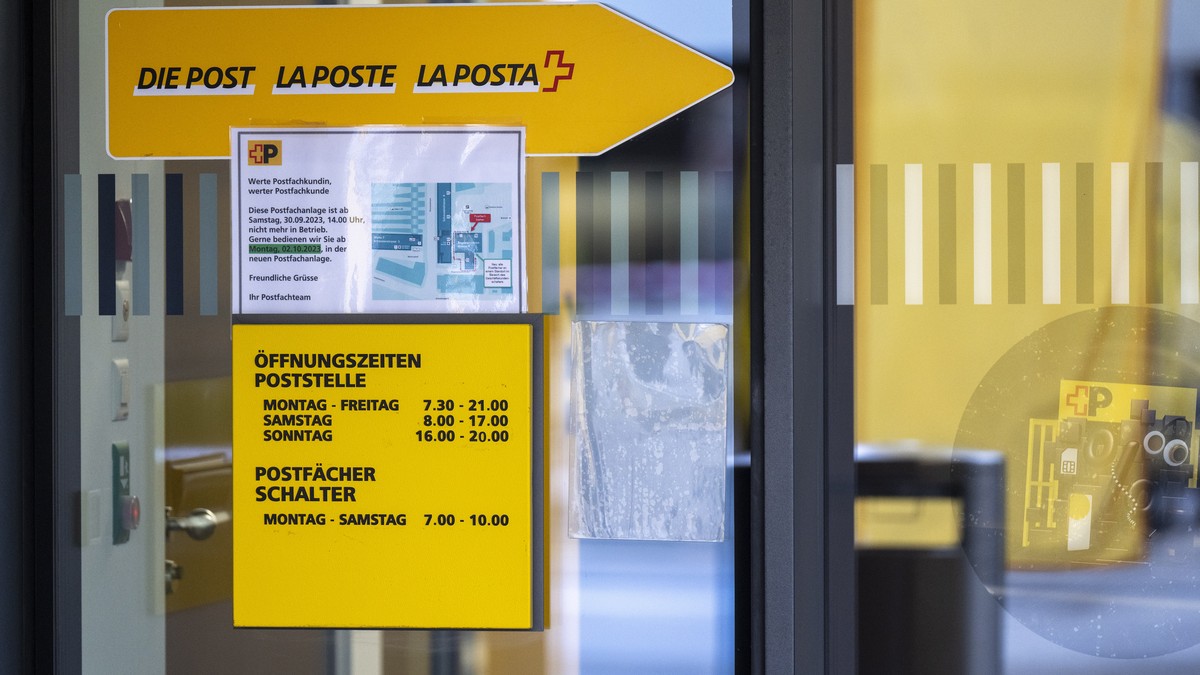 DIE POST LA POSTE LA POSTA
P
Werte Postfachkundin,
werter Postfachkunde
Diese Postfachanlage ist ab
Samstag, 30.09.2023, 14.00 Uhr,
nicht mehr in Betrieb.
Gerne bedienen wir Sie ab
Montag, 02.10.2023, in der
neuen Postfachanlage.
Freundliche Grüsse
Ihr Postfachteam
ÖFFNUNGSZEITEN
POSTSTELLE
MONTAG - FREITAG 7.30 - 21.00
SAMSTAG 8.00 - 17.00
SONNTAG 16.00 - 20.00
POSTFÄCHER
SCHALTER
MONTAG - SAMSTAG 7.00 - 10.00
P